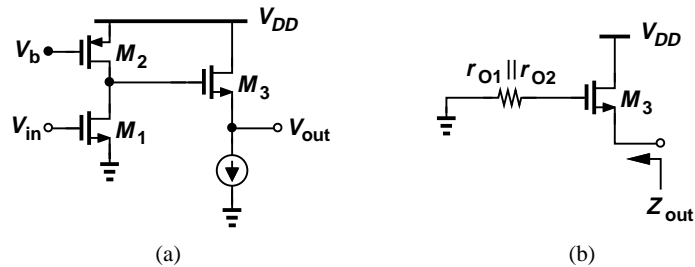 V_DD
V_b
M_2
M_3
V_in
M_1
V_out
(a)
V_DD
r_O1 || r_O2
M_3
Z_out
(b)